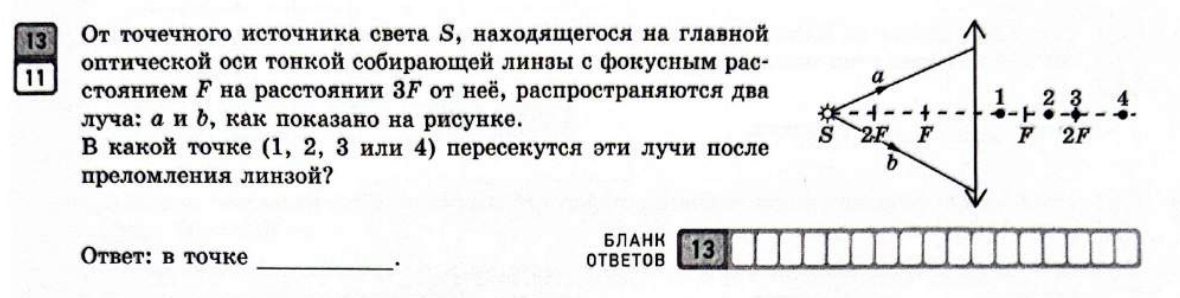 13
11
От точечного источника света S, находящегося на главной
оптической оси тонкой собирающей линзы с фокусным рас-
стоянием F на расстоянии 3F от неё, распространяются два
луча: a и b, как показано на рисунке.
В какой точке (1, 2, 3 или 4) пересекутся эти лучи после
преломления линзой?
a
1 2 3 4
S 2F F F 2F
b
Ответ: в точке ____________.
БЛАНК
ОТВЕТОВ
13